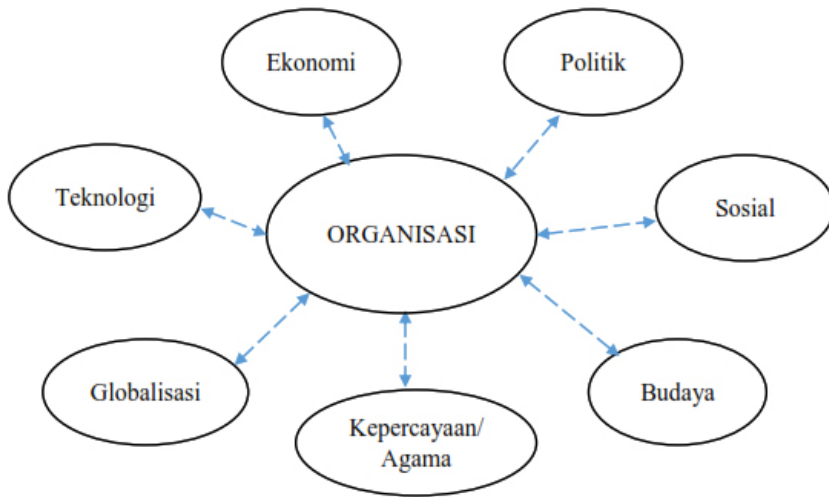 Ekonomi
Politik
Teknologi
Sosial
ORGANISASI
Globalisasi
Budaya
Kepercayaan/
Agama